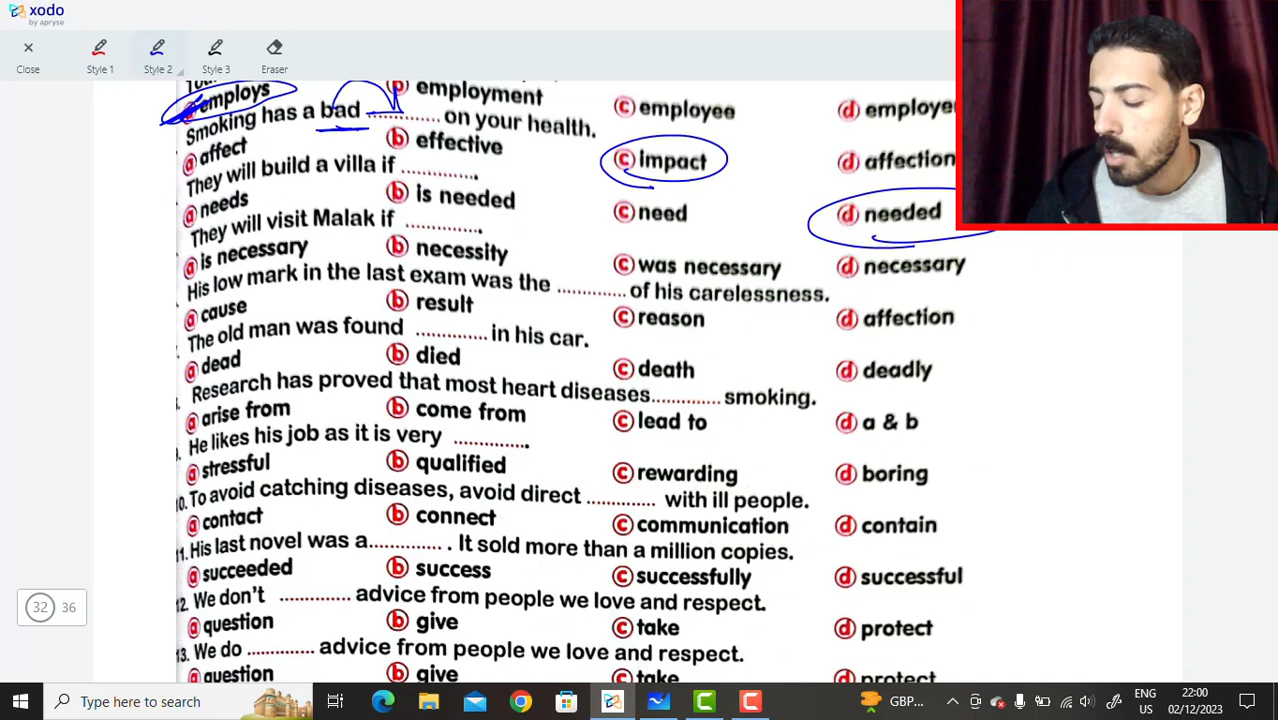 xodo
by apryse
Close
Style 1
Style 2
Style 3
Eraser
a employs b employment c employee
Smoking has a bad ............... on your health.
a affect b effective c impact d affection
They will build a villa if ............... .
a needs b is needed c need d needed
They will visit Malak if ............... .
a is necessary b necessity c was necessary d necessary
His low mark in the last exam was the ............... of his carelessness.
a cause b result c reason d affection
The old man was found ............... in his car.
a dead b died c death d deadly
Research has proved that most heart diseases............... smoking.
a arise from b come from c lead to d a & b
He likes his job as it is very ............... .
a stressful b qualified c rewarding d boring
10. To avoid catching diseases, avoid direct ............... with ill people.
a contact b connect c communication d contain
11. His last novel was a............... . It sold more than a million copies.
a succeeded b success c successfully d successful
12. We don't ............... advice from people we love and respect.
a question b give c take d protect
13. We do ............... advice from people we love and respect.
a question b give c take d protect
32 36
Type here to search
GBP...
ENG
US
22:00
02/12/2023